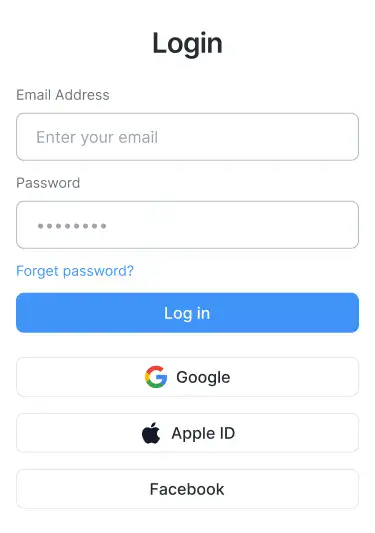 Login
Email Address
Enter your email
Password
Forget password?
Log in
Google
Apple ID
Facebook